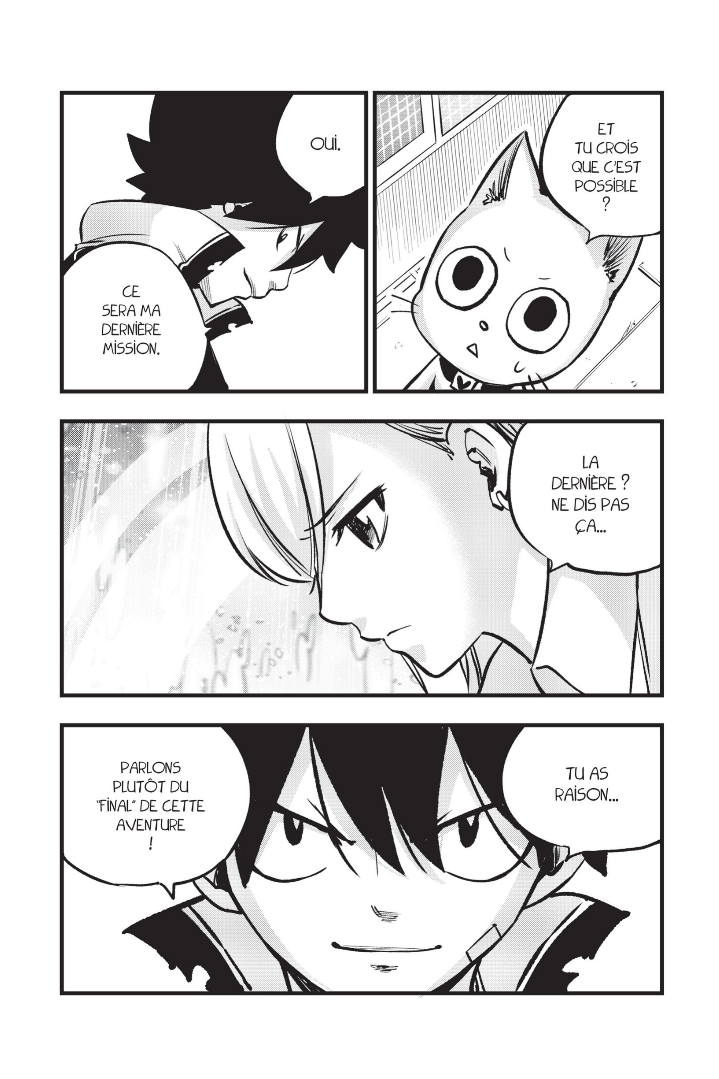 ET
TU CROIS
QUE C'EST
POSSIBLE
?
OUI.
CE
SERA MA
DERNIÈRE
MISSION.
LA
DERNIÈRE ?
NE DIS PAS
ÇA...
TU AS
RAISON...
PARLONS
PLUTÔT DU
"FINAL" DE CETTE
AVENTURE
!